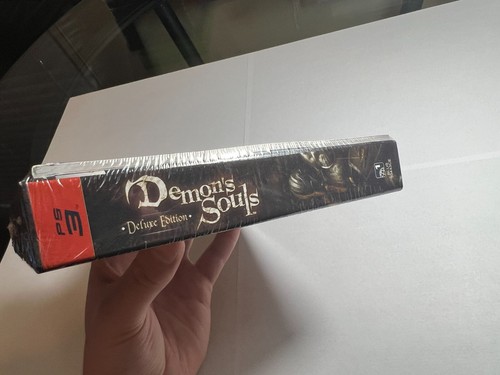 PS3
Demon's
Souls
• Deluxe Edition •